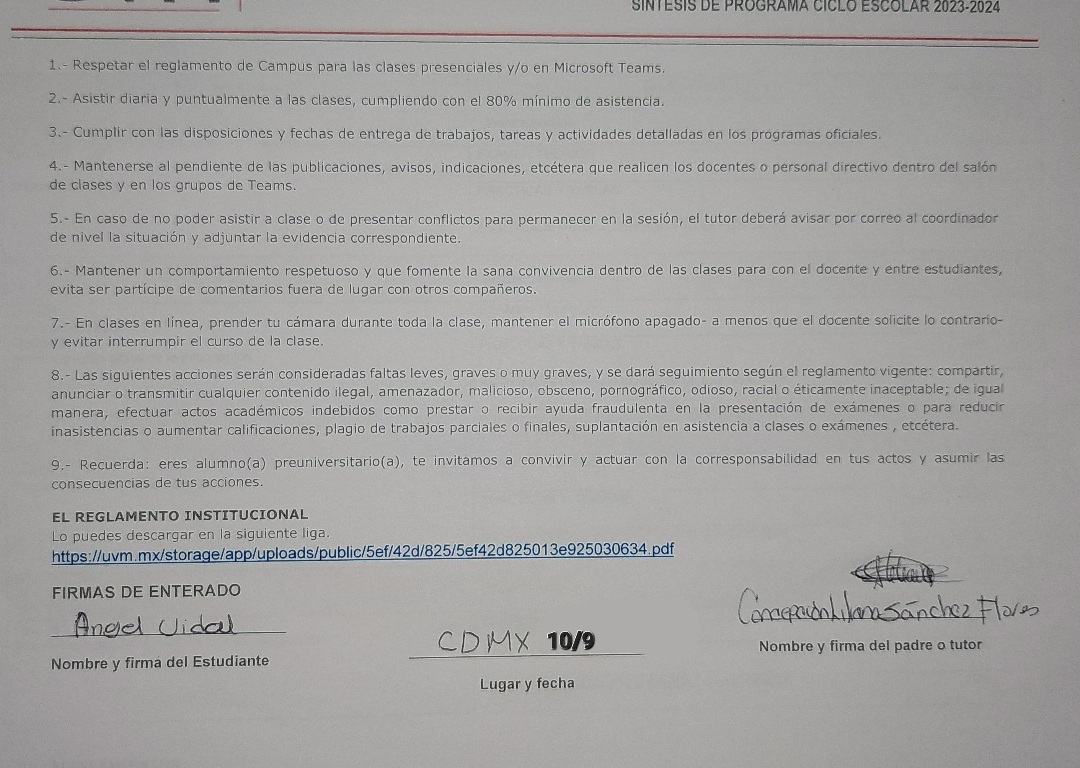 SÍNTESIS DE PROGRAMA CICLO ESCOLAR 2023-2024
1.- Respetar el reglamento de Campus para las clases presenciales y/o en Microsoft Teams.
2.- Asistir diaria y puntualmente a las clases, cumpliendo con el 80% mínimo de asistencia.
3.- Cumplir con las disposiciones y fechas de entrega de trabajos, tareas y actividades detalladas en los programas oficiales.
4.- Mantenerse al pendiente de las publicaciones, avisos, indicaciones, etcétera que realicen los docentes o personal directivo dentro del salón
de clases y en los grupos de Teams.
5.- En caso de no poder asistir a clase o de presentar conflictos para permanecer en la sesión, el tutor deberá avisar por correo al coordinador
de nivel la situación y adjuntar la evidencia correspondiente.
6.- Mantener un comportamiento respetuoso y que fomente la sana convivencia dentro de las clases para con el docente y entre estudiantes,
evita ser partícipe de comentarios fuera de lugar con otros compañeros.
7.- En clases en línea, prender tu cámara durante toda la clase, mantener el micrófono apagado- a menos que el docente solicite lo contrario-
y evitar interrumpir el curso de la clase.
8.- Las siguientes acciones serán consideradas faltas leves, graves o muy graves, y se dará seguimiento según el reglamento vigente: compartir,
anunciar o transmitir cualquier contenido ilegal, amenazador, malicioso, obsceno, pornográfico, odioso, racial o éticamente inaceptable; de igual
manera, efectuar actos académicos indebidos como prestar o recibir ayuda fraudulenta en la presentación de exámenes o para reducir
inasistencias o aumentar calificaciones, plagio de trabajos parciales o finales, suplantación en asistencia a clases o exámenes , etcétera.
9.- Recuerda: eres alumno(a) preuniversitario(a), te invitamos a convivir y actuar con la corresponsabilidad en tus actos y asumir las
consecuencias de tus acciones.
EL REGLAMENTO INSTITUCIONAL
Lo puedes descargar en la siguiente liga.
https://uvm.mx/storage/app/uploads/public/5ef/42d/825/5ef42d825013e925030634.pdf
FIRMAS DE ENTERADO
Angel Vidal
Nombre y firma del Estudiante
CDMX 10/9
Lugar y fecha
Concepción Liliana Sánchez Flores
Nombre y firma del padre o tutor